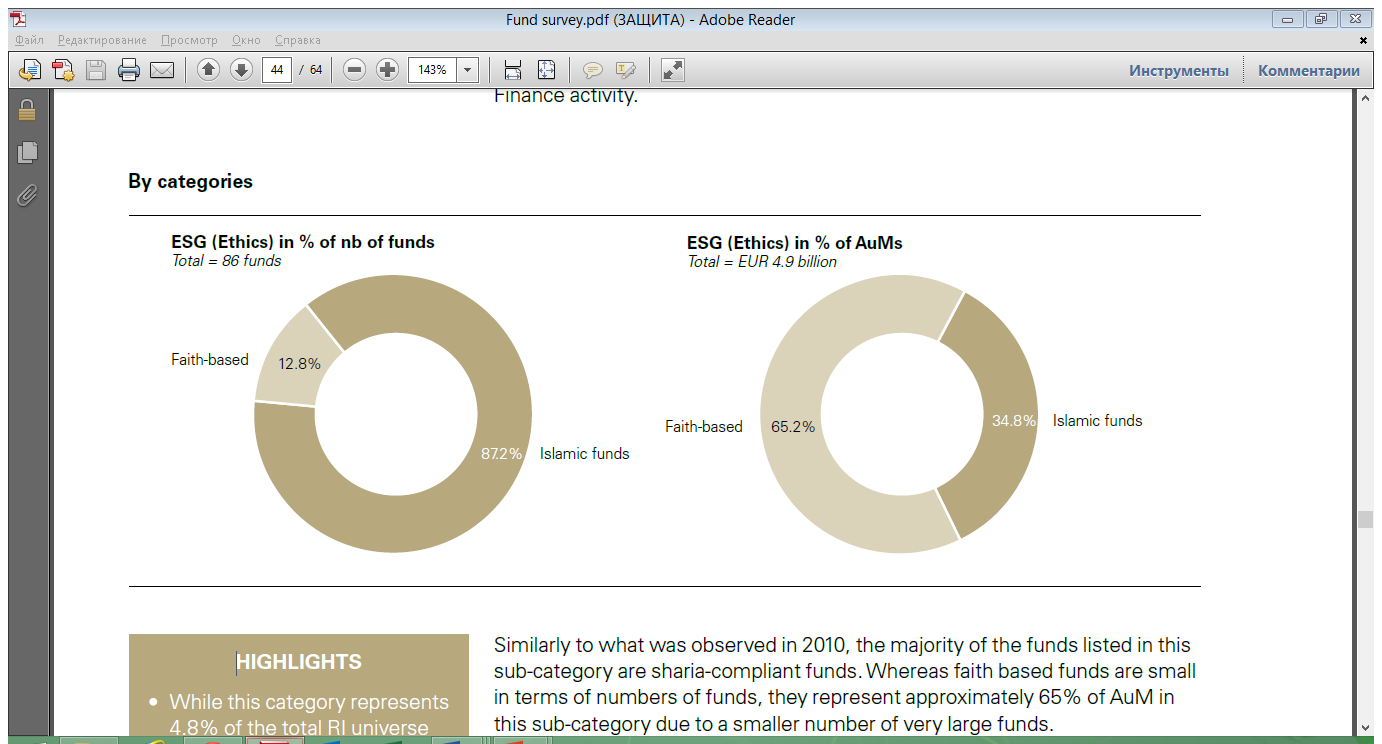 Fund survey.pdf (ЗАЩИТА) - Adobe Reader
Файл Редактирование Просмотр Окно Справка
44 / 64 143% Инструменты Комментарии
Finance activity.
By categories
ESG (Ethics) in % of nb of funds
Total = 86 funds
Faith-based
12.8%
87.2%
Islamic funds
ESG (Ethics) in % of AuMs
Total = EUR 4.9 billion
Faith-based
65.2%
34.8%
Islamic funds
HIGHLIGHTS
• While this category represents
4.8% of the total RI universe
Similarly to what was observed in 2010, the majority of the funds listed in this
sub-category are sharia-compliant funds. Whereas faith based funds are small
in terms of numbers of funds, they represent approximately 65% of AuM in
this sub-category due to a smaller number of very large funds.